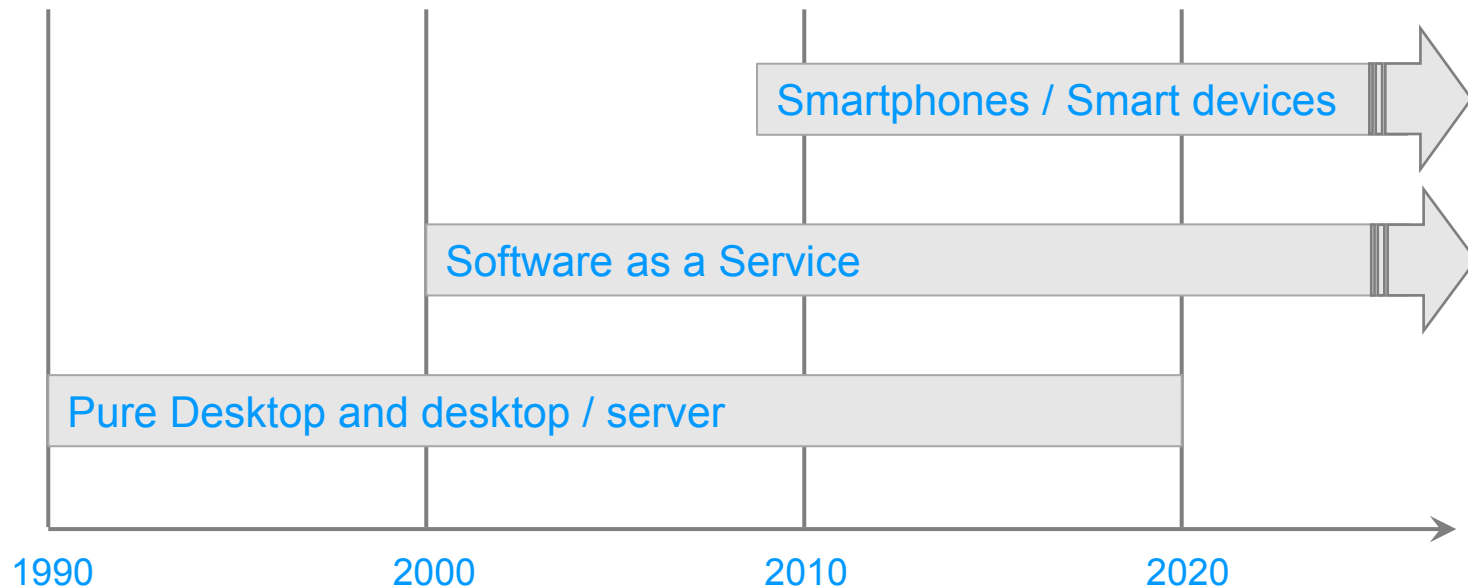 Smartphones / Smart devices
Software as a Service
Pure Desktop and desktop / server
1990 2000 2010 2020